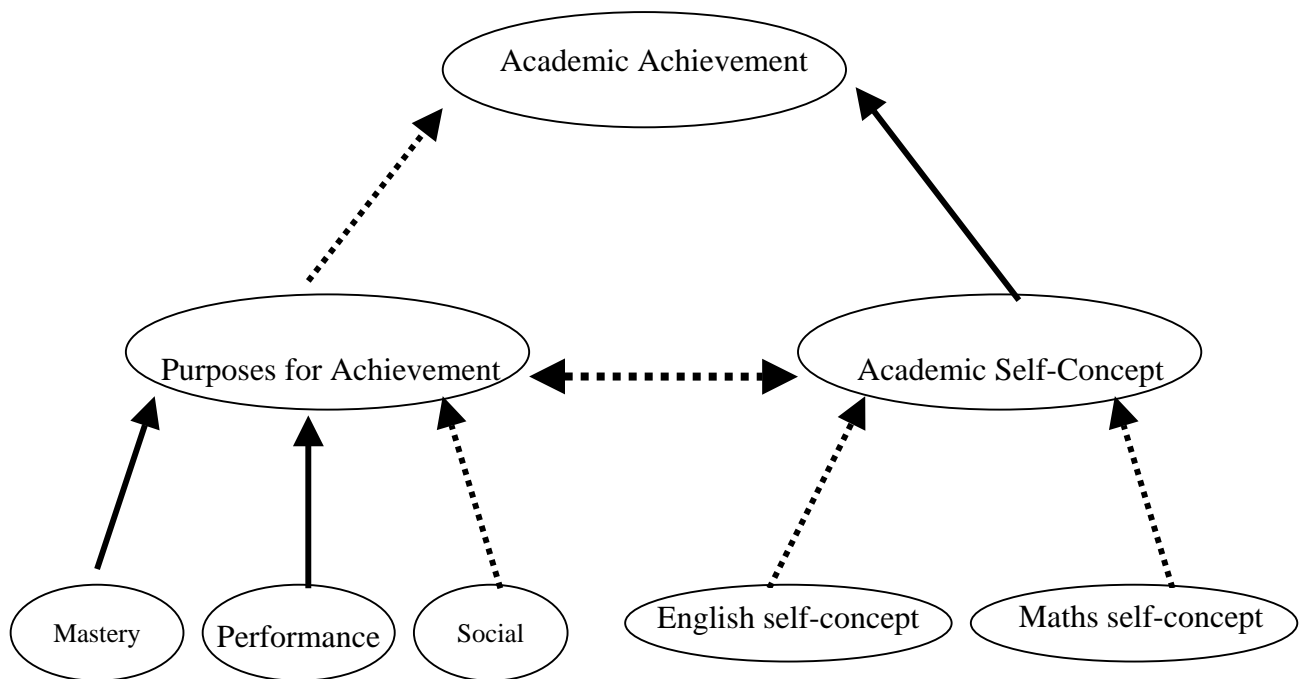 Academic Achievement
Purposes for Achievement
Academic Self-Concept
Mastery
Performance
Social
English self-concept
Maths self-concept